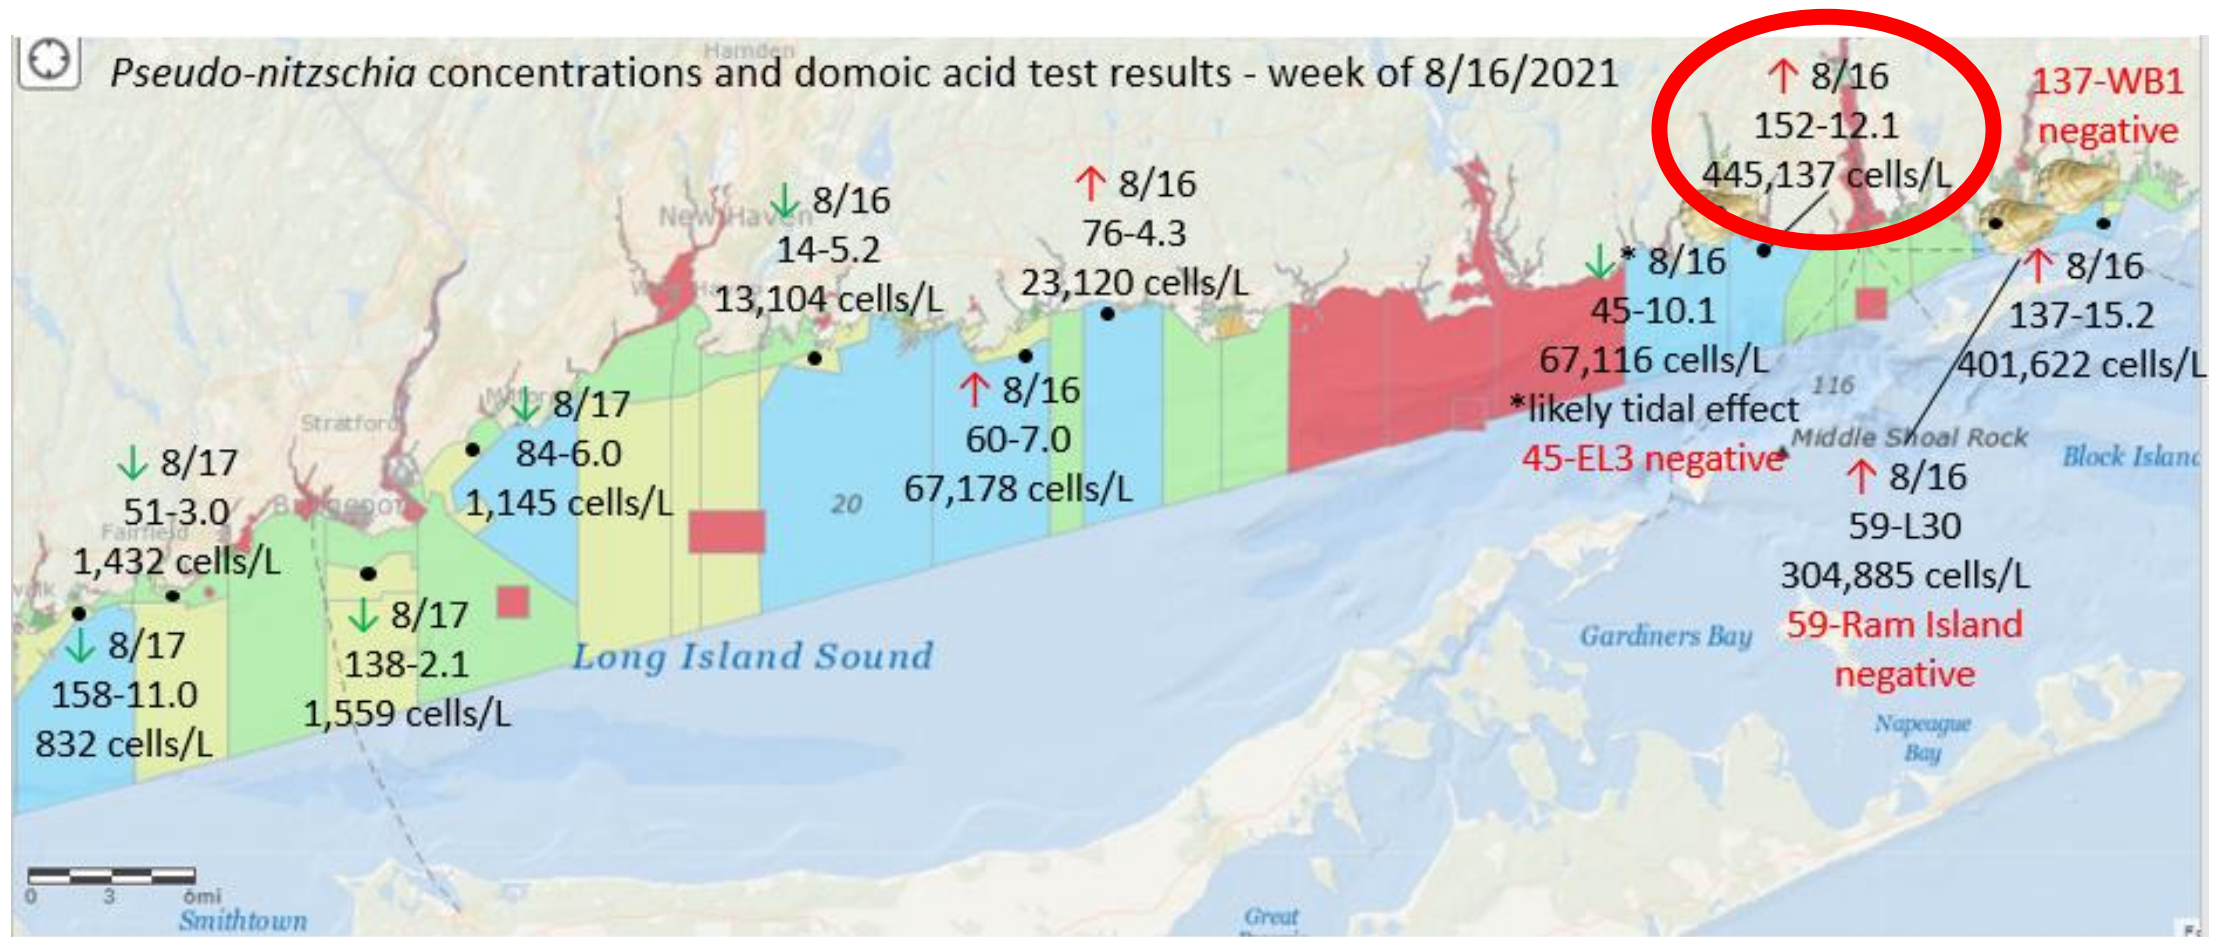 Hamden
Pseudo-nitzschia concentrations and domoic acid test results - week of 8/16/2021
↑ 8/16
152-12.1
445,137 cells/L
137-WB1
negative
↓ 8/16
14-5.2
13,104 cells/L
New Haven
↑ 8/16
76-4.3
23,120 cells/L
↓* 8/16
45-10.1
67,116 cells/L
*likely tidal effect
45-EL3 negative
↑ 8/16
137-15.2
401,622 cells/L
116
Middle Shoal Rock
Block Island
↑ 8/16
59-L30
304,885 cells/L
59-Ram Island
negative
↑ 8/16
60-7.0
67,178 cells/L
20
Milford
↓ 8/17
84-6.0
1,145 cells/L
Stratford
Bridgeport
↓ 8/17
51-3.0
Fairfield
1,432 cells/L
↓ 8/17
158-11.0
832 cells/L
↓ 8/17
138-2.1
1,559 cells/L
Long Island Sound
Gardiners Bay
Napeague
Bay
0 3 6mi
Smithtown
Great